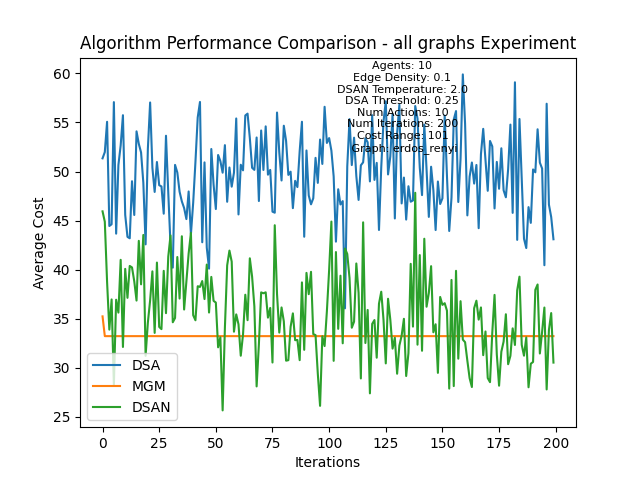 Algorithm Performance Comparison - all graphs Experiment
Agents: 10
Edge Density: 0.1
DSAN Temperature: 2.0
DSA Threshold: 0.25
Num Actions: 10
Num Iterations: 200
Cost Range: 101
Graph: erdos_renyi
Average Cost
60
55
50
45
40
35
30
25
DSA
MGM
DSAN
0
25
50
75
100
125
150
175
200
Iterations